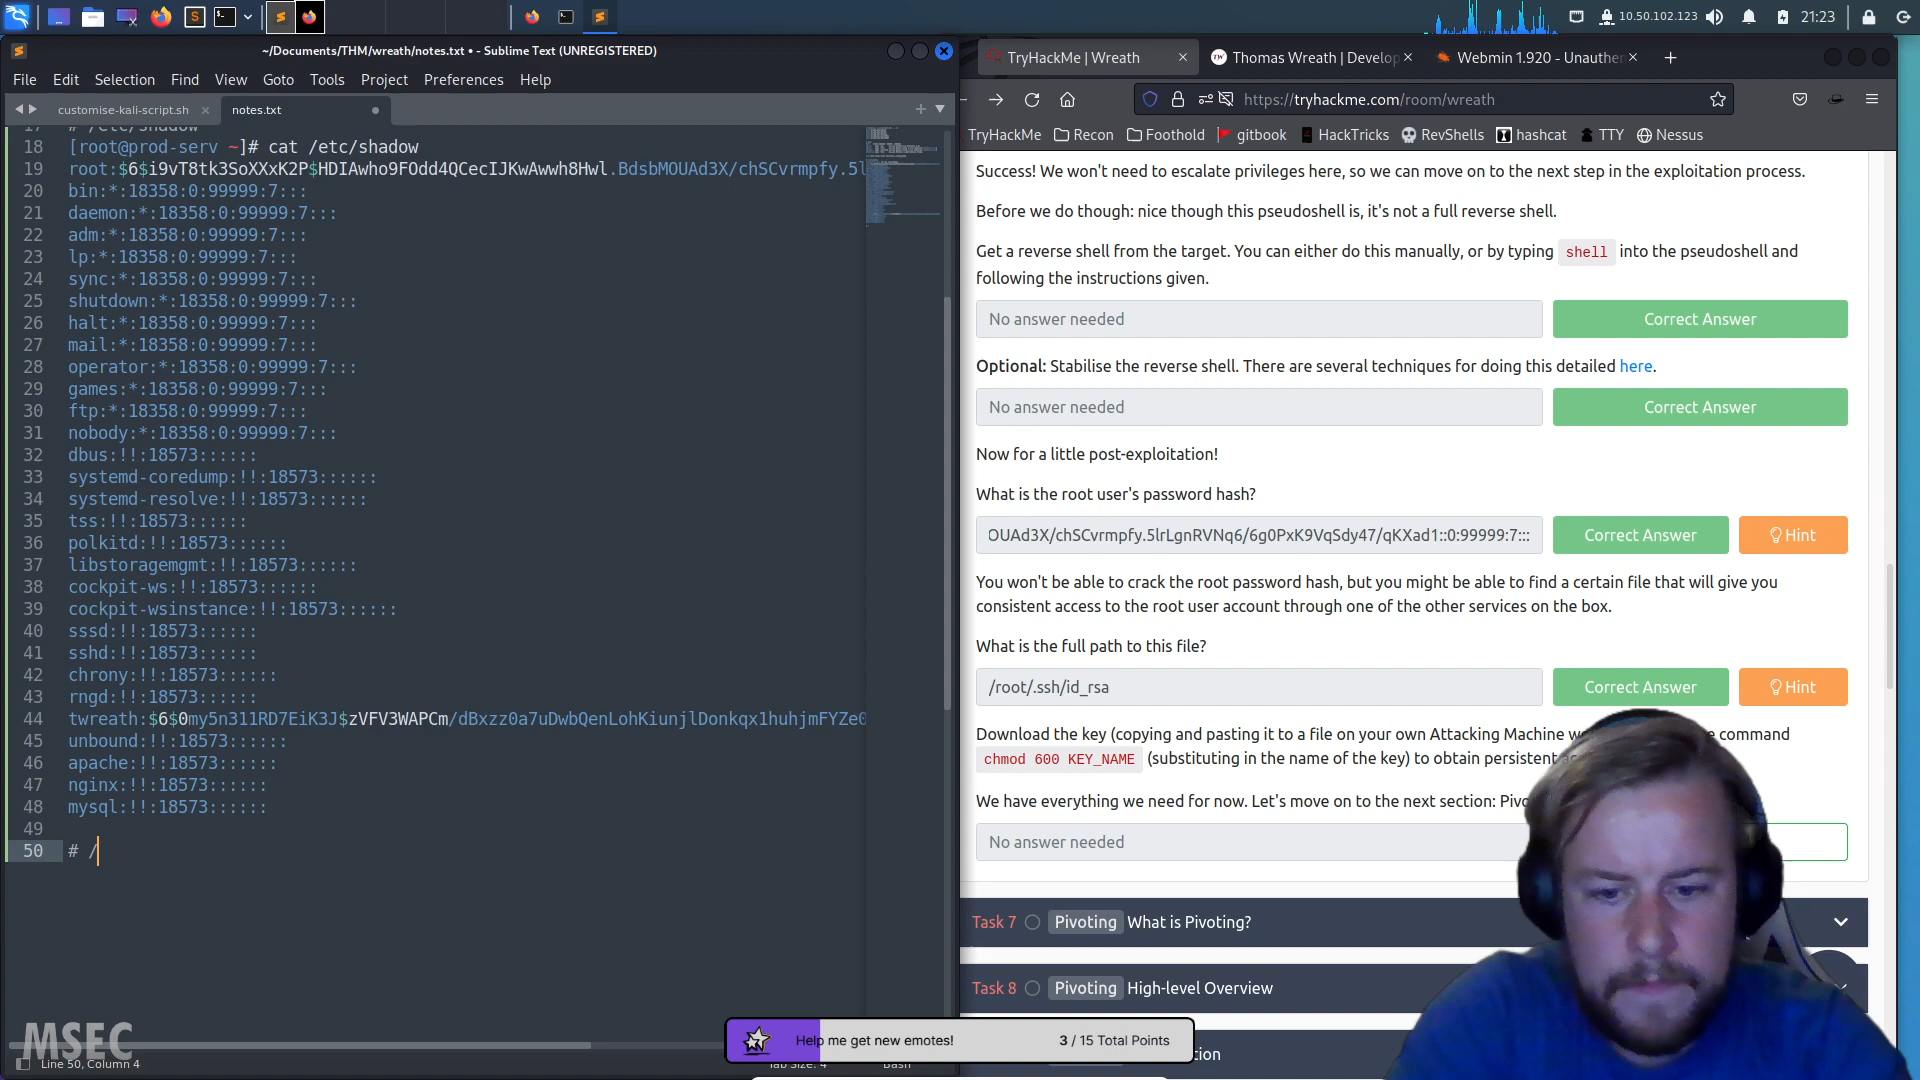 10.50.102.123
21:23
~/Documents/THM/wreath/notes.txt • - Sublime Text (UNREGISTERED)
File Edit Selection Find View Goto Tools Project Preferences Help
customise-kali-script.sh
notes.txt
17 # /etc/shadow
18 [root@prod-serv ~]# cat /etc/shadow
19 root:$6$i9vT8tk3SoXXxK2P$HDIAwho9FOdd4QCecIJKwAwwh8Hwl.BdsbMOUAd3X/chSCvrmpfy.5l
20 bin:*:18358:0:99999:7:::
21 daemon:*:18358:0:99999:7:::
22 adm:*:18358:0:99999:7:::
23 lp:*:18358:0:99999:7:::
24 sync:*:18358:0:99999:7:::
25 shutdown:*:18358:0:99999:7:::
26 halt:*:18358:0:99999:7:::
27 mail:*:18358:0:99999:7:::
28 operator:*:18358:0:99999:7:::
29 games:*:18358:0:99999:7:::
30 ftp:*:18358:0:99999:7:::
31 nobody:*:18358:0:99999:7:::
32 dbus:!!:18573::::::
33 systemd-coredump:!!:18573::::::
34 systemd-resolve:!!:18573::::::
35 tss:!!:18573::::::
36 polkitd:!!:18573::::::
37 libstoragemgmt:!!:18573::::::
38 cockpit-ws:!!:18573::::::
39 cockpit-wsinstance:!!:18573::::::
40 sssd:!!:18573::::::
41 sshd:!!:18573::::::
42 chrony:!!:18573::::::
43 rngd:!!:18573::::::
44 twreath:$6$0my5n311RD7EiK3J$zVFV3WAPCm/dBxzz0a7uDwbQenLohKiunjlDonkqx1huhjmFYZe0
45 unbound:!!:18573::::::
46 apache:!!:18573::::::
47 nginx:!!:18573::::::
48 mysql:!!:18573::::::
49
50 # /
MSEC
Line 50, Column 4
Tab Size: 4
Bash
TryHackMe | Wreath
Thomas Wreath | Develop
Webmin 1.920 - Unauthen
https://tryhackme.com/room/wreath
TryHackMe Recon Foothold gitbook HackTricks RevShells hashcat TTY Nessus
Success! We won't need to escalate privileges here, so we can move on to the next step in the exploitation process.
Before we do though: nice though this pseudoshell is, it's not a full reverse shell.
Get a reverse shell from the target. You can either do this manually, or by typing shell into the pseudoshell and
following the instructions given.
No answer needed
Correct Answer
Optional: Stabilise the reverse shell. There are several techniques for doing this detailed here.
No answer needed
Correct Answer
Now for a little post-exploitation!
What is the root user's password hash?
OUAd3X/chSCvrmpfy.5lrLgnRVNq6/6g0PxK9VqSdy47/qKXad1::0:99999:7:::
Correct Answer
Hint
You won't be able to crack the root password hash, but you might be able to find a certain file that will give you
consistent access to the root user account through one of the other services on the box.
What is the full path to this file?
/root/.ssh/id_rsa
Correct Answer
Hint
Download the key (copying and pasting it to a file on your own Attacking Machine command
chmod 600 KEY_NAME (substituting in the name of the key) to obtain persistent
We have everything we need for now. Let's move on to the next section:
No answer needed
Task 7 Pivoting What is Pivoting?
Task 8 Pivoting High-level Overview
Help me get new emotes!
3 / 15 Total Points